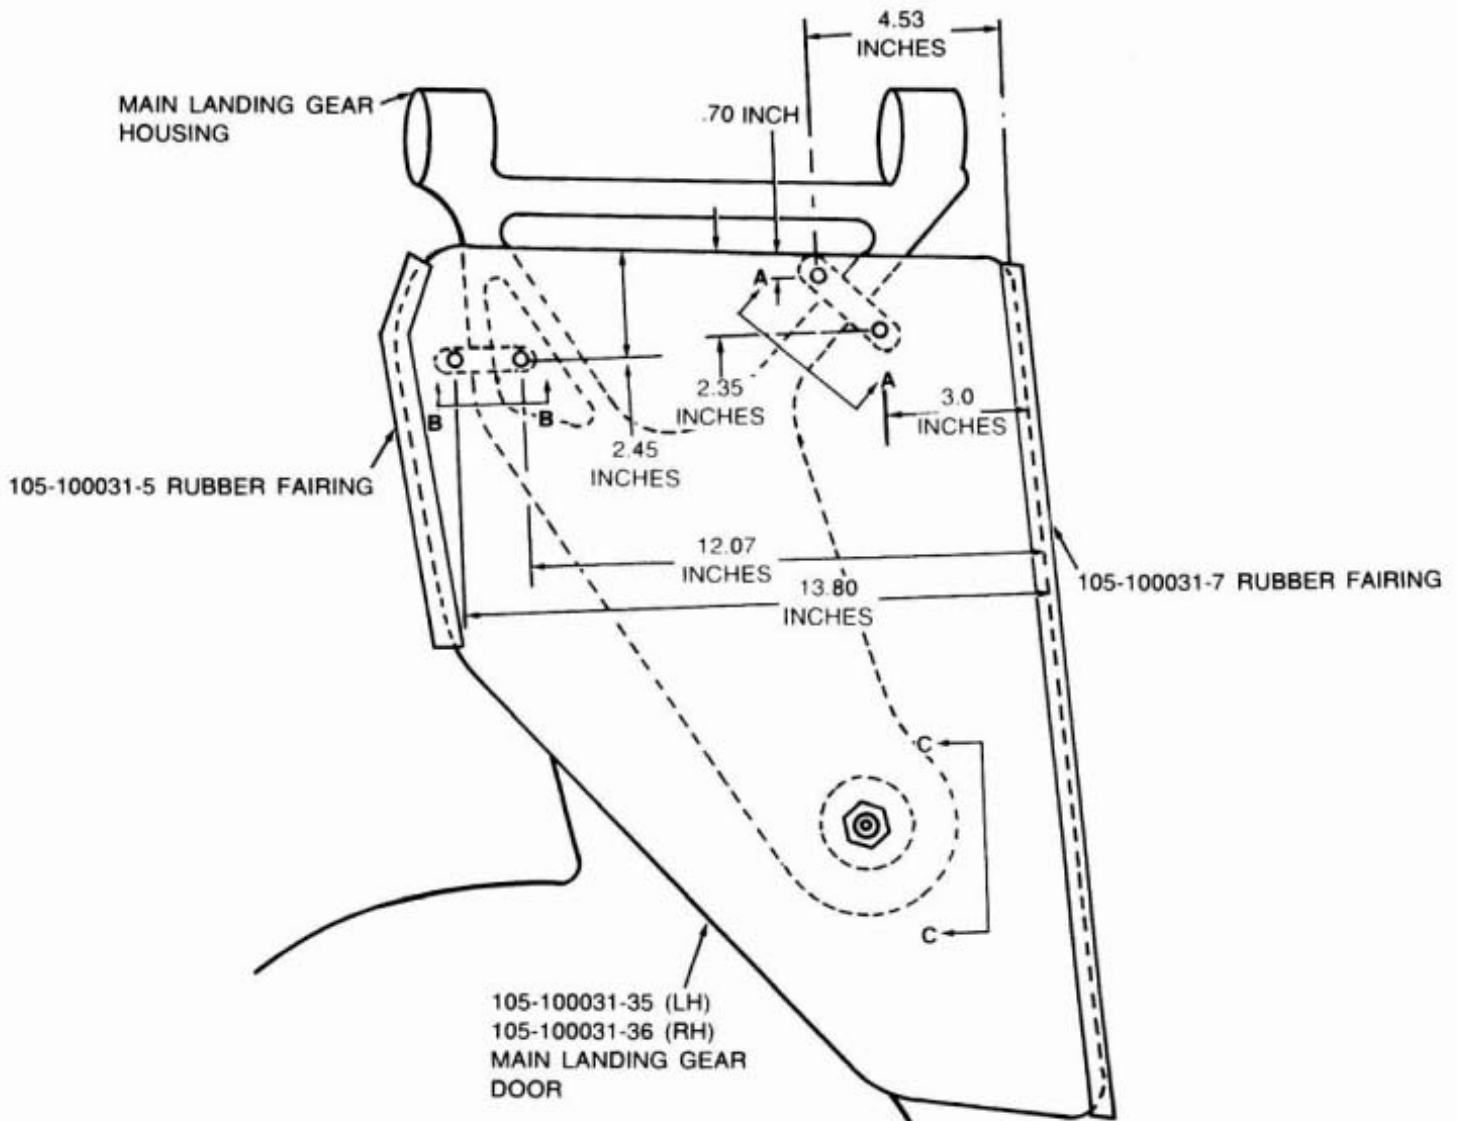 4.53
INCHES
MAIN LANDING GEAR
HOUSING
.70 INCH
A
A
2.35
INCHES
3.0
INCHES
B
B
2.45
INCHES
105-100031-5 RUBBER FAIRING
12.07
INCHES
105-100031-7 RUBBER FAIRING
13.80
INCHES
C
C
105-100031-35 (LH)
105-100031-36 (RH)
MAIN LANDING GEAR
DOOR